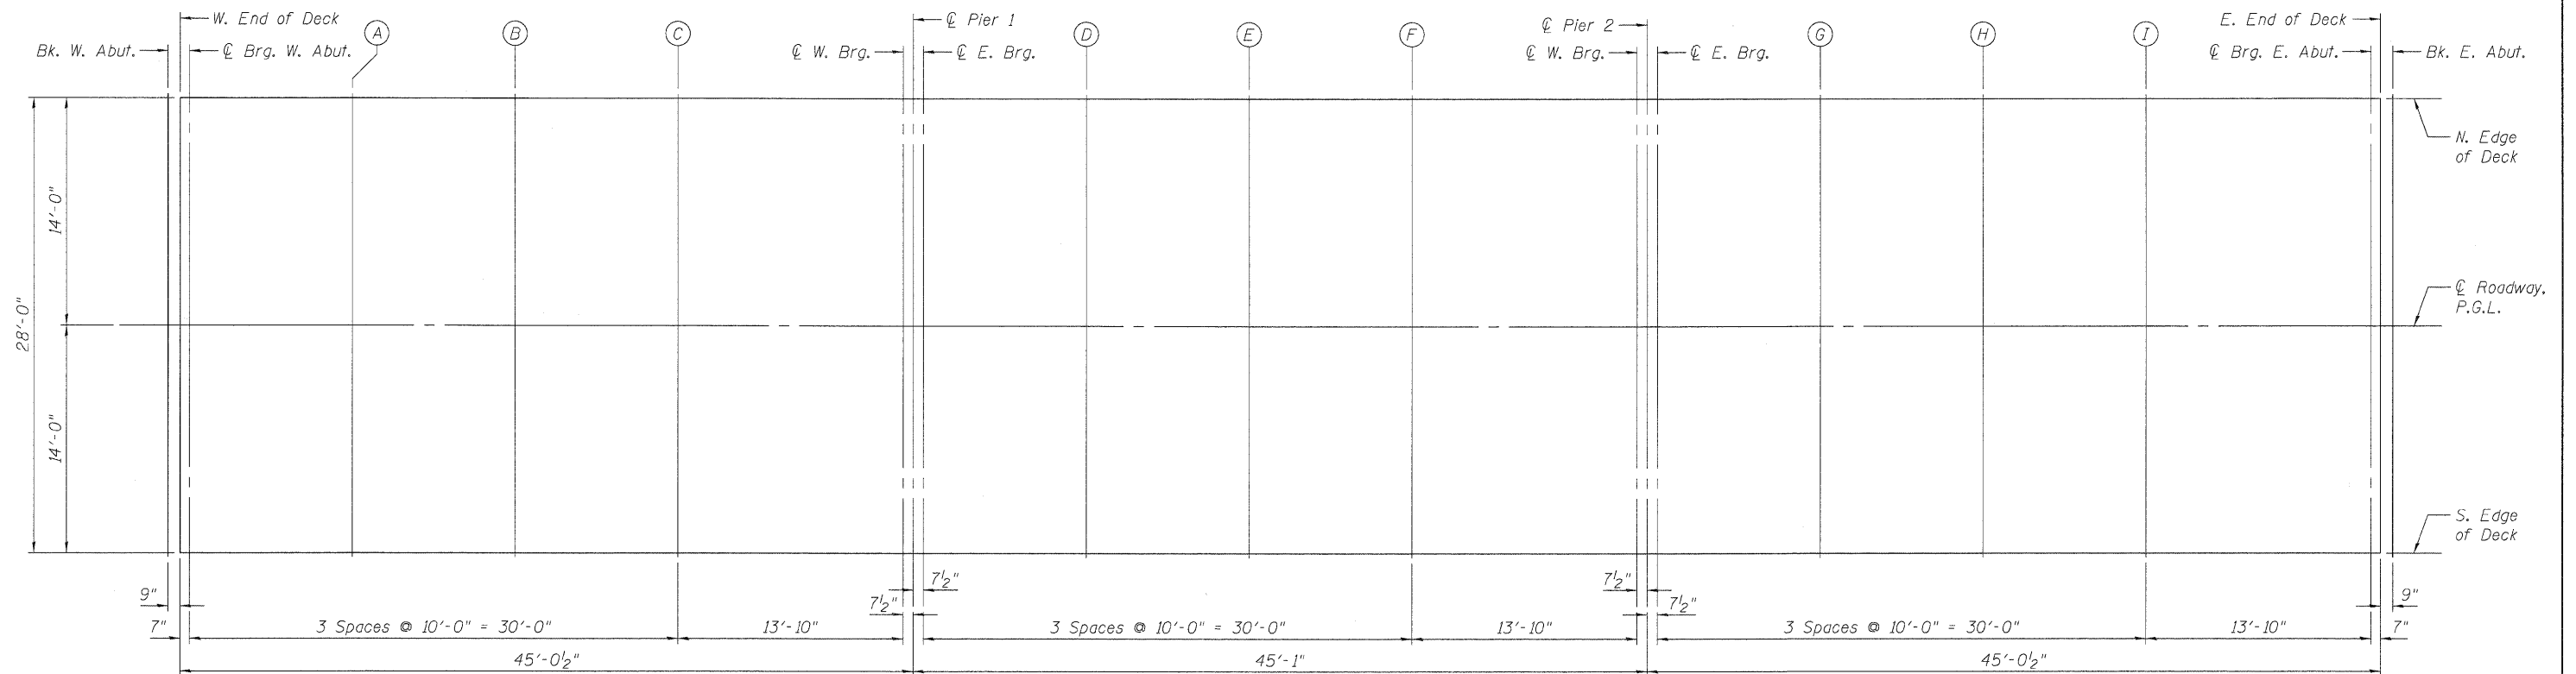 W. End of Deck
℄ Pier 1
℄ Pier 2
E. End of Deck
Bk. W. Abut.
℄ Brg. W. Abut.
A
B
C
℄ W. Brg.
℄ E. Brg.
D
E
F
℄ W. Brg.
℄ E. Brg.
G
H
I
℄ Brg. E. Abut.
Bk. E. Abut.
N. Edge
of Deck
14'-0"
28'-0"
℄ Roadway,
P.G.L.
14'-0"
S. Edge
of Deck
9"
7"
3 Spaces @ 10'-0" = 30'-0"
13'-10"
7½"
7½"
3 Spaces @ 10'-0" = 30'-0"
13'-10"
7½"
7½"
3 Spaces @ 10'-0" = 30'-0"
13'-10"
9"
7"
45'-0½"
45'-1"
45'-0½"